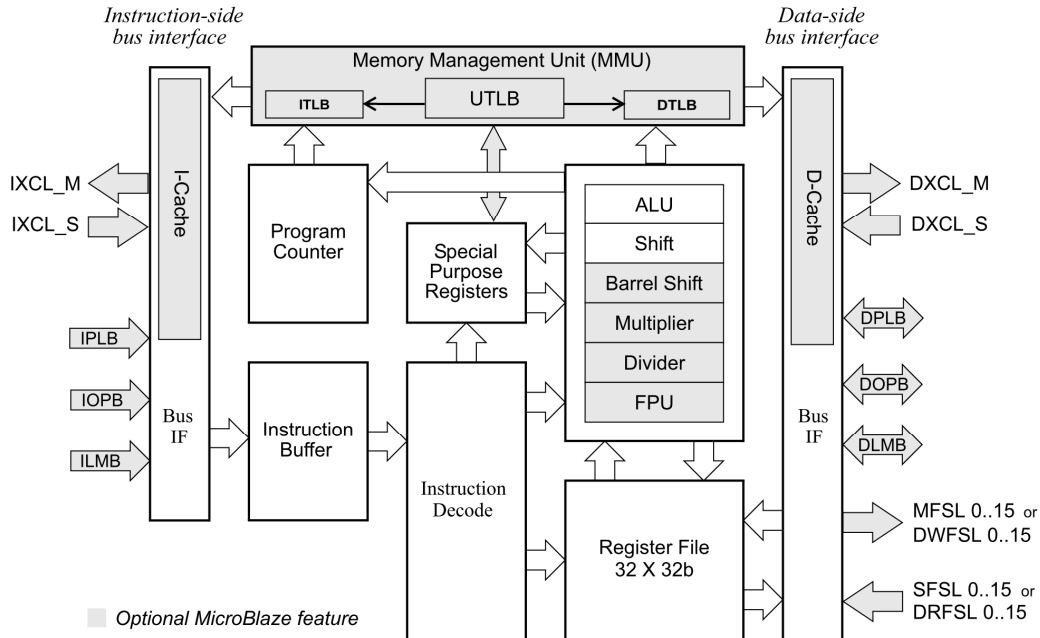 Instruction-side
bus interface
Data-side
bus interface
Memory Management Unit (MMU)
ITLB
UTLB
DTLB
I-Cache
D-Cache
IXCL_M
IXCL_S
DXCL_M
DXCL_S
Program
Counter
Special
Purpose
Registers
ALU
Shift
Barrel Shift
Multiplier
Divider
FPU
IPLB
IOPB
ILMB
Bus
IF
Instruction
Buffer
Instruction
Decode
Register File
32 X 32b
Bus
IF
DPLB
DOPB
DLMB
MFSL 0..15 or
DWFSL 0..15
SFSL 0..15 or
DRFSL 0..15
Optional MicroBlaze feature